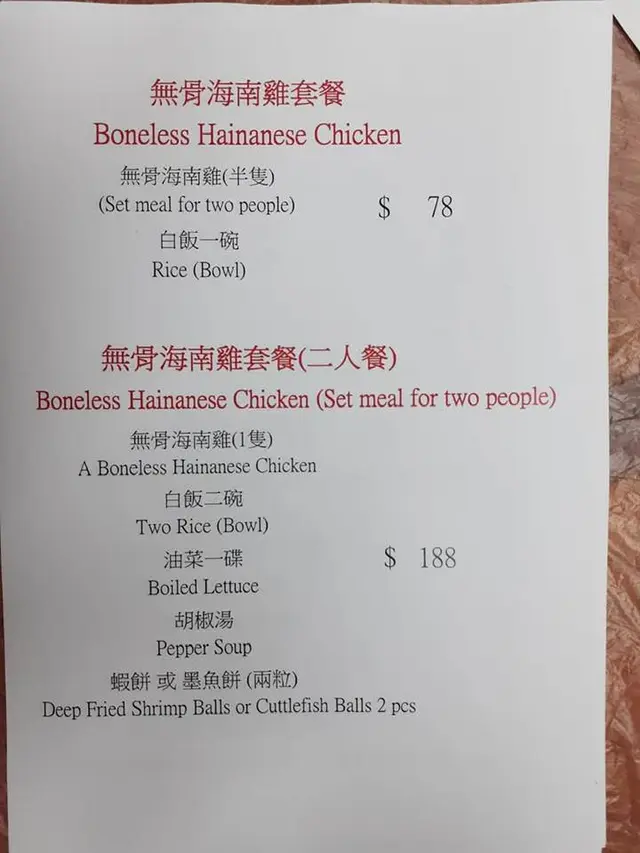 無骨海南雞套餐
Boneless Hainanese Chicken
無骨海南雞(半隻)
(Set meal for two people)
$ 78
白飯一碗
Rice (Bowl)
無骨海南雞套餐(二人餐)
Boneless Hainanese Chicken (Set meal for two people)
無骨海南雞(1隻)
A Boneless Hainanese Chicken
白飯二碗
Two Rice (Bowl)
油菜一碟
$ 188
Boiled Lettuce
胡椒湯
Pepper Soup
蝦餅 或 墨魚餅 (兩粒)
Deep Fried Shrimp Balls or Cuttlefish Balls 2 pcs